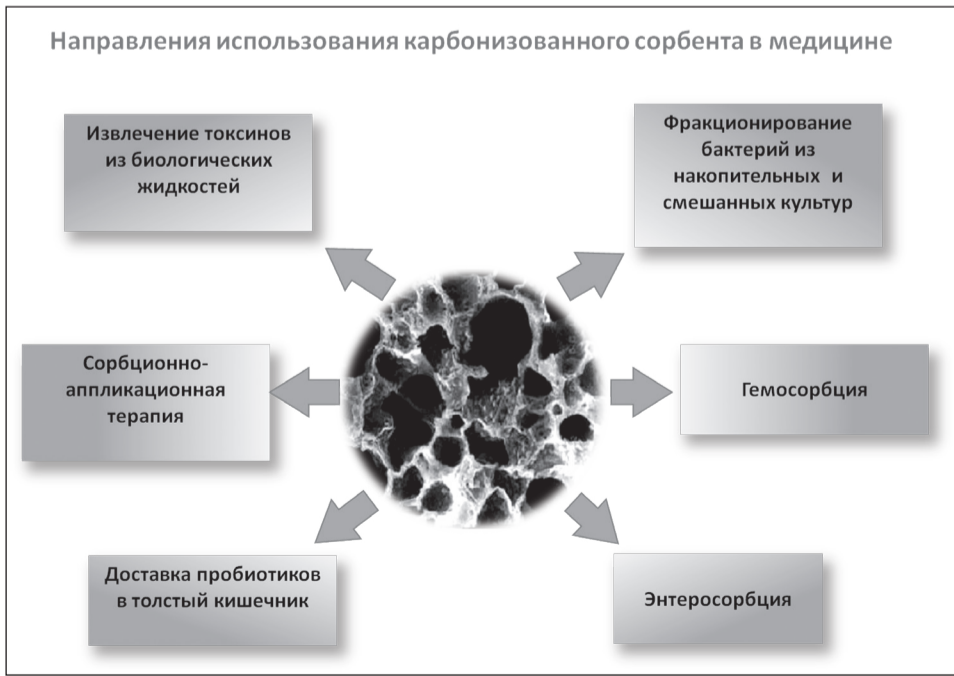 Направления использования карбонизованного сорбента в медицине
Извлечение токсинов
из биологических
жидкостей
Фракционирование
бактерий из
накопительных и
смешанных культур
Сорбционно-
аппликационная
терапия
Гемосорбция
Доставка пробиотиков
в толстый кишечник
Энтеросорбция